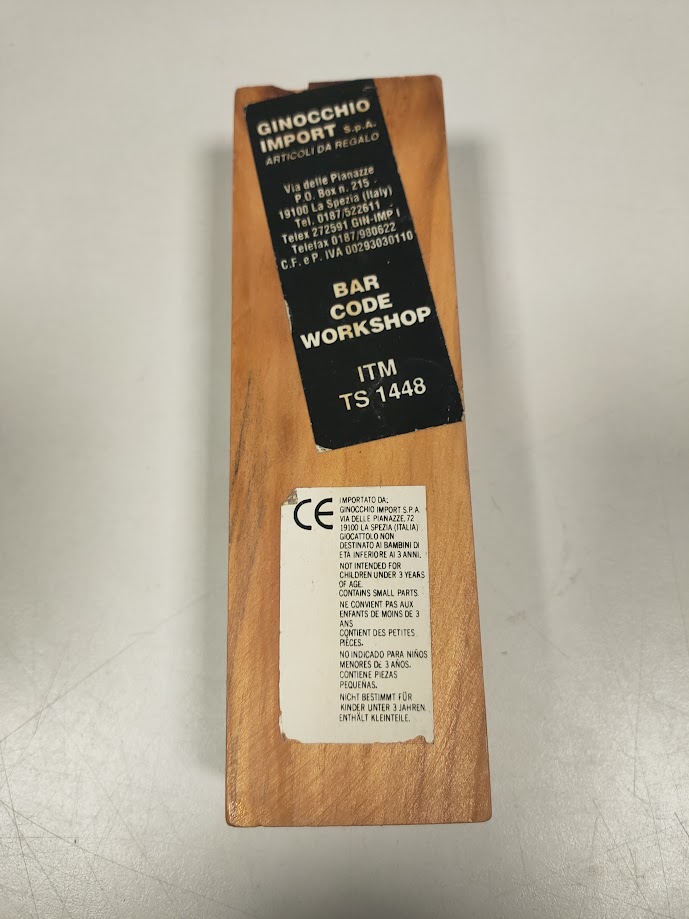 GINOCCHIO
IMPORT S.p.A.
ARTICOLI DA REGALO
Via delle Pianazze
P.O. Box n. 215
19100 La Spezia (Italy)
Tel. 0187/522611
Telex 272591 GIN-IMP I
Telefax 0187/980622
C.F. e P. IVA 00293030110
BAR
CODE
WORKSHOP
ITM
TS 1448
CE
IMPORTATO DA:
GINOCCHIO IMPORT S.P.A.
VIA DELLE PIANAZZE, 72
19100 LA SPEZIA (ITALIA)
GIOCATTOLO NON
DESTINATO AI BAMBINI DI
ETA INFERIORE AI 3 ANNI.
NOT INTENDED FOR
CHILDREN UNDER 3 YEARS
OF AGE.
CONTAINS SMALL PARTS.
NE CONVIENT PAS AUX
ENFANTS DE MOINS DE 3
ANS
CONTIENT DES PETITES
PIÈCES.
NO INDICADO PARA NIÑOS
MENORES DE 3 AÑOS.
CONTIENE PIEZAS
PEQUEÑAS.
NICHT BESTIMMT FÜR
KINDER UNTER 3 JAHREN.
ENTHÄLT KLEINTEILE.